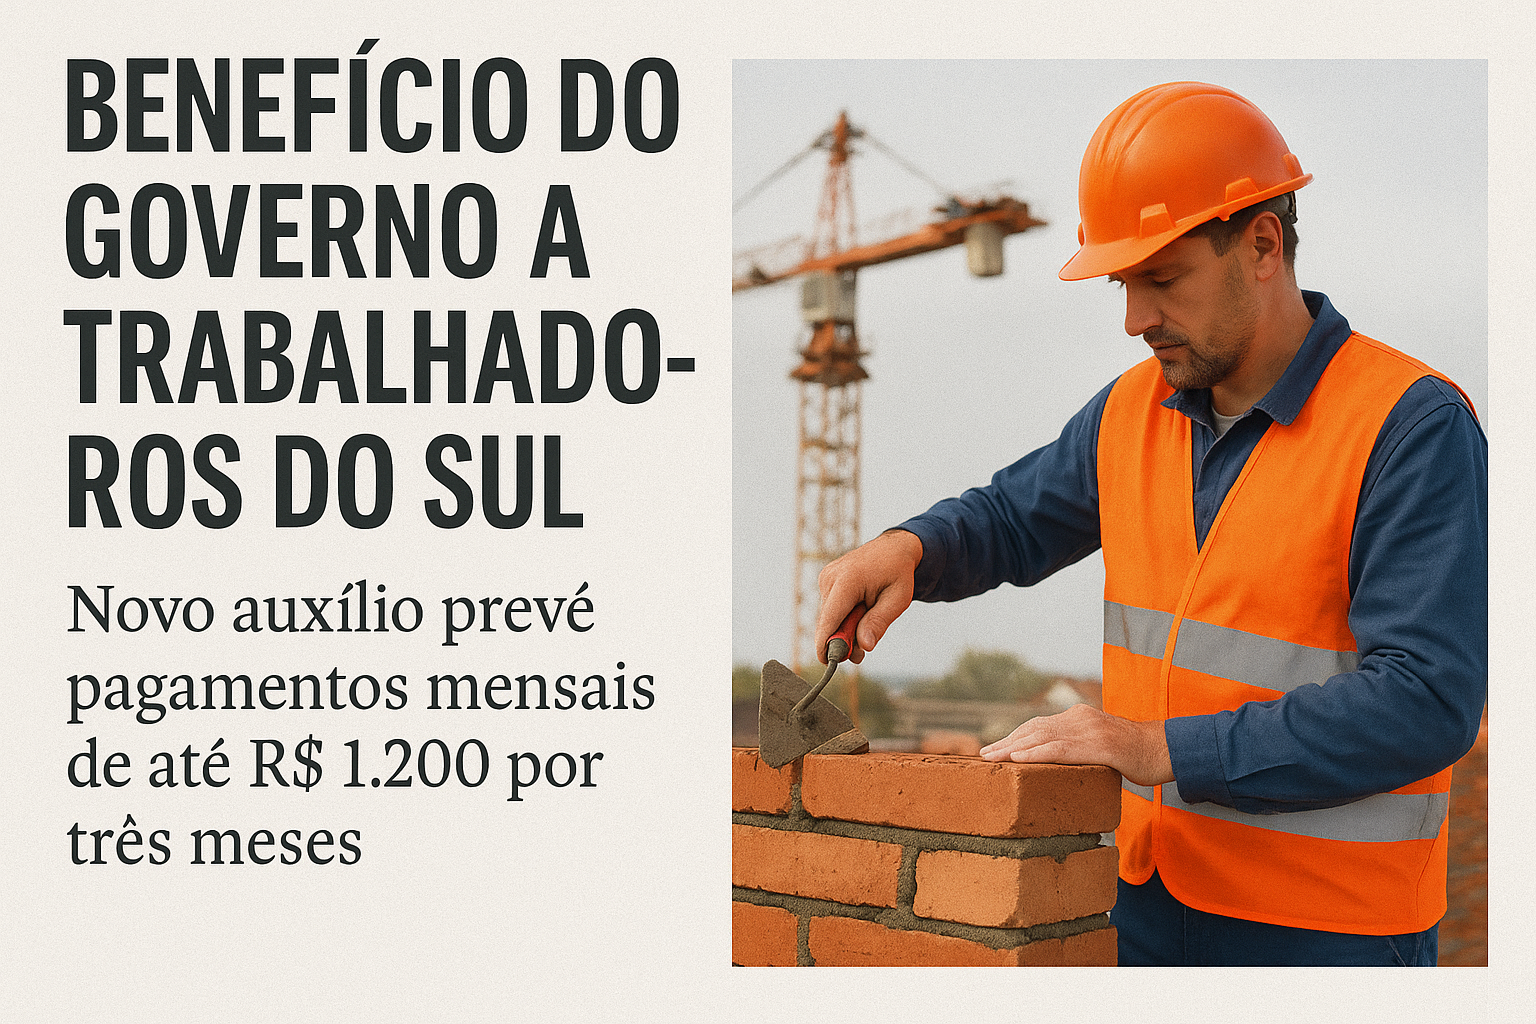 BENEFÍCIO DO
GOVERNO A
TRABALHADO-
ROS DO SUL
Novo auxílio prevé
pagamentos mensais
de até R$ 1.200 por
três meses